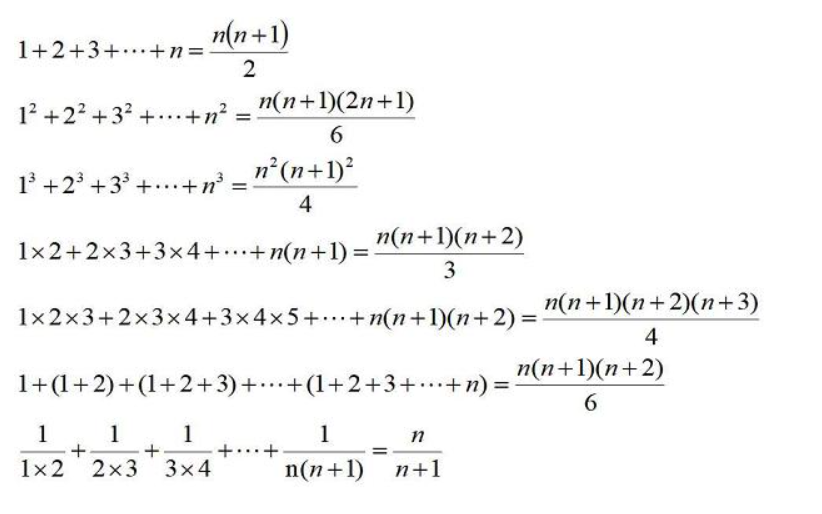 1+2+3+⋯+n = n(n+1)/2
1²+2²+3²+⋯+n² = n(n+1)(2n+1)/6
1³+2³+3³+⋯+n³ = n²(n+1)²/4
1×2+2×3+3×4+⋯+n(n+1) = n(n+1)(n+2)/3
1×2×3+2×3×4+3×4×5+⋯+n(n+1)(n+2) = n(n+1)(n+2)(n+3)/4
1+(1+2)+(1+2+3)+⋯+(1+2+3+⋯+n) = n(n+1)(n+2)/6
1/(1×2) + 1/(2×3) + 1/(3×4) +⋯+ 1/(n(n+1)) = n/(n+1)